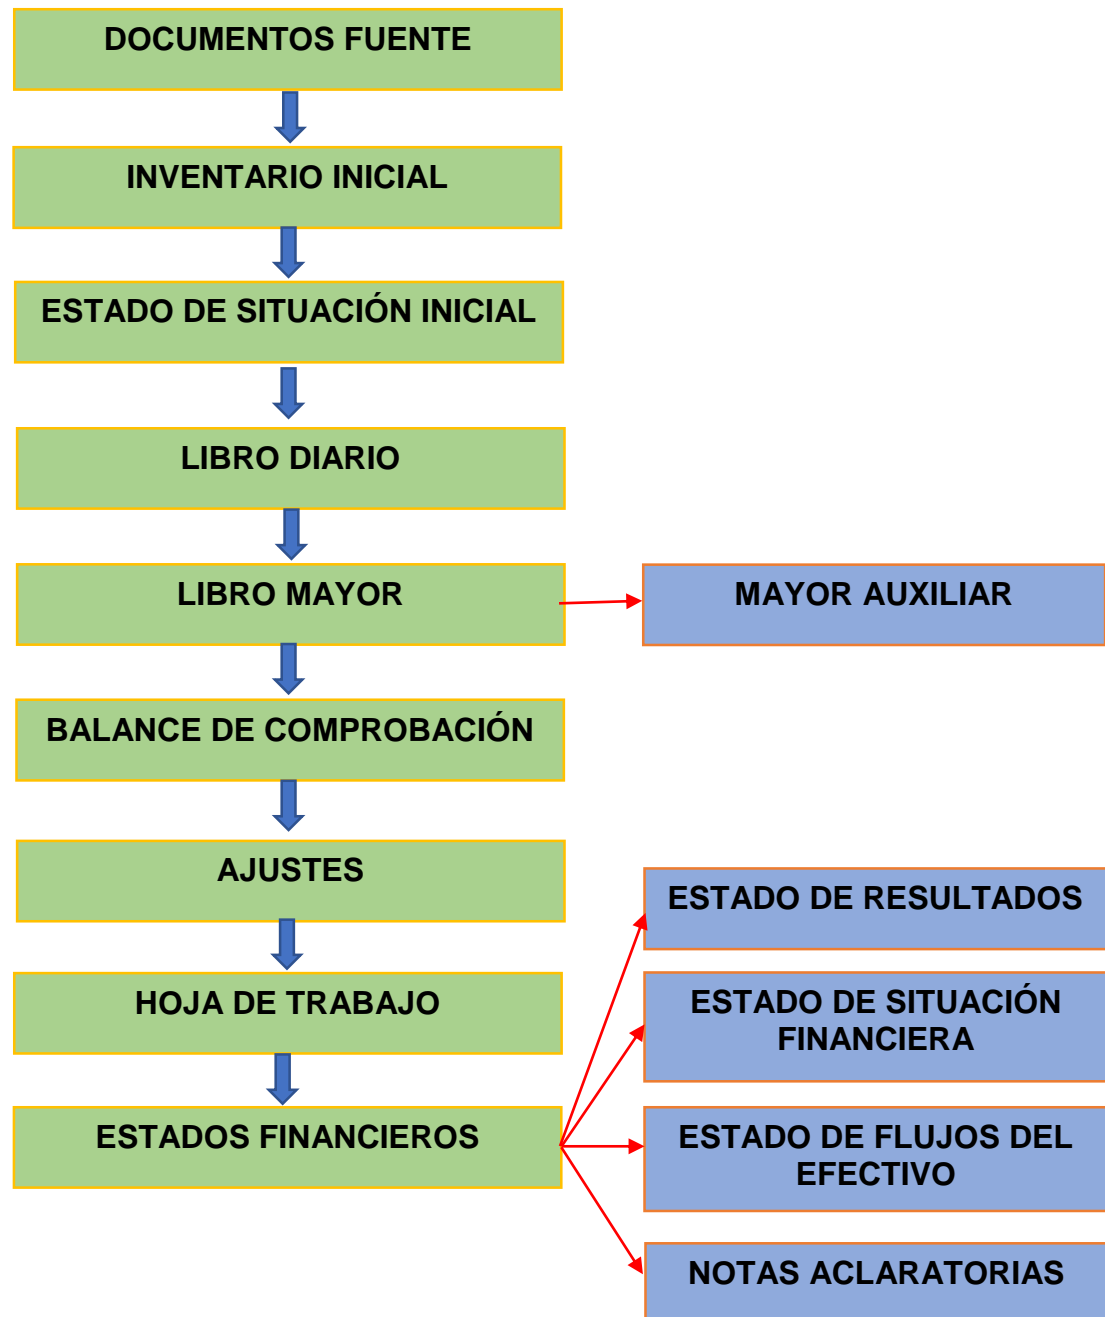 DOCUMENTOS FUENTE
INVENTARIO INICIAL
ESTADO DE SITUACIÓN INICIAL
LIBRO DIARIO
LIBRO MAYOR
MAYOR AUXILIAR
BALANCE DE COMPROBACIÓN
AJUSTES
ESTADO DE RESULTADOS
HOJA DE TRABAJO
ESTADO DE SITUACIÓN
FINANCIERA
ESTADOS FINANCIEROS
ESTADO DE FLUJOS DEL
EFECTIVO
NOTAS ACLARATORIAS